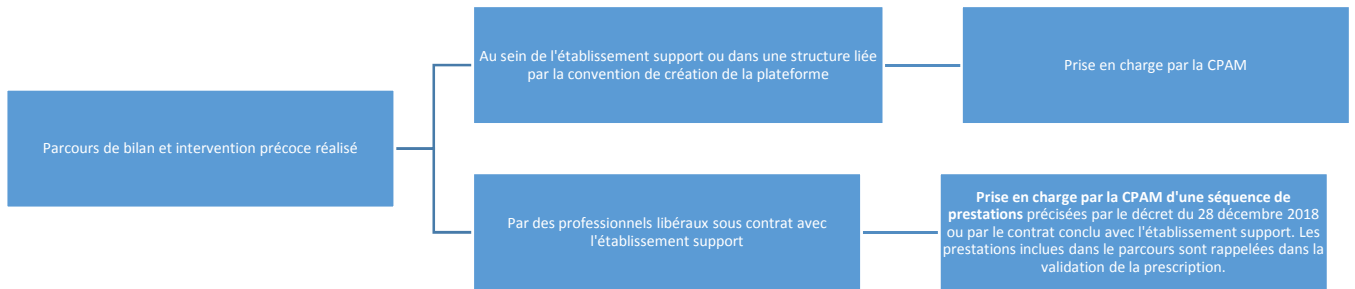 Parcours de bilan et intervention précoce réalisé
Au sein de l'établissement support ou dans une structure liée
par la convention de création de la plateforme
Prise en charge par la CPAM
Par des professionnels libéraux sous contrat avec
l'établissement support
Prise en charge par la CPAM d'une séquence de
prestations précisées par le décret du 28 décembre 2018
ou par le contrat conclu avec l'établissement support. Les
prestations inclues dans le parcours sont rappelées dans la
validation de la prescription.